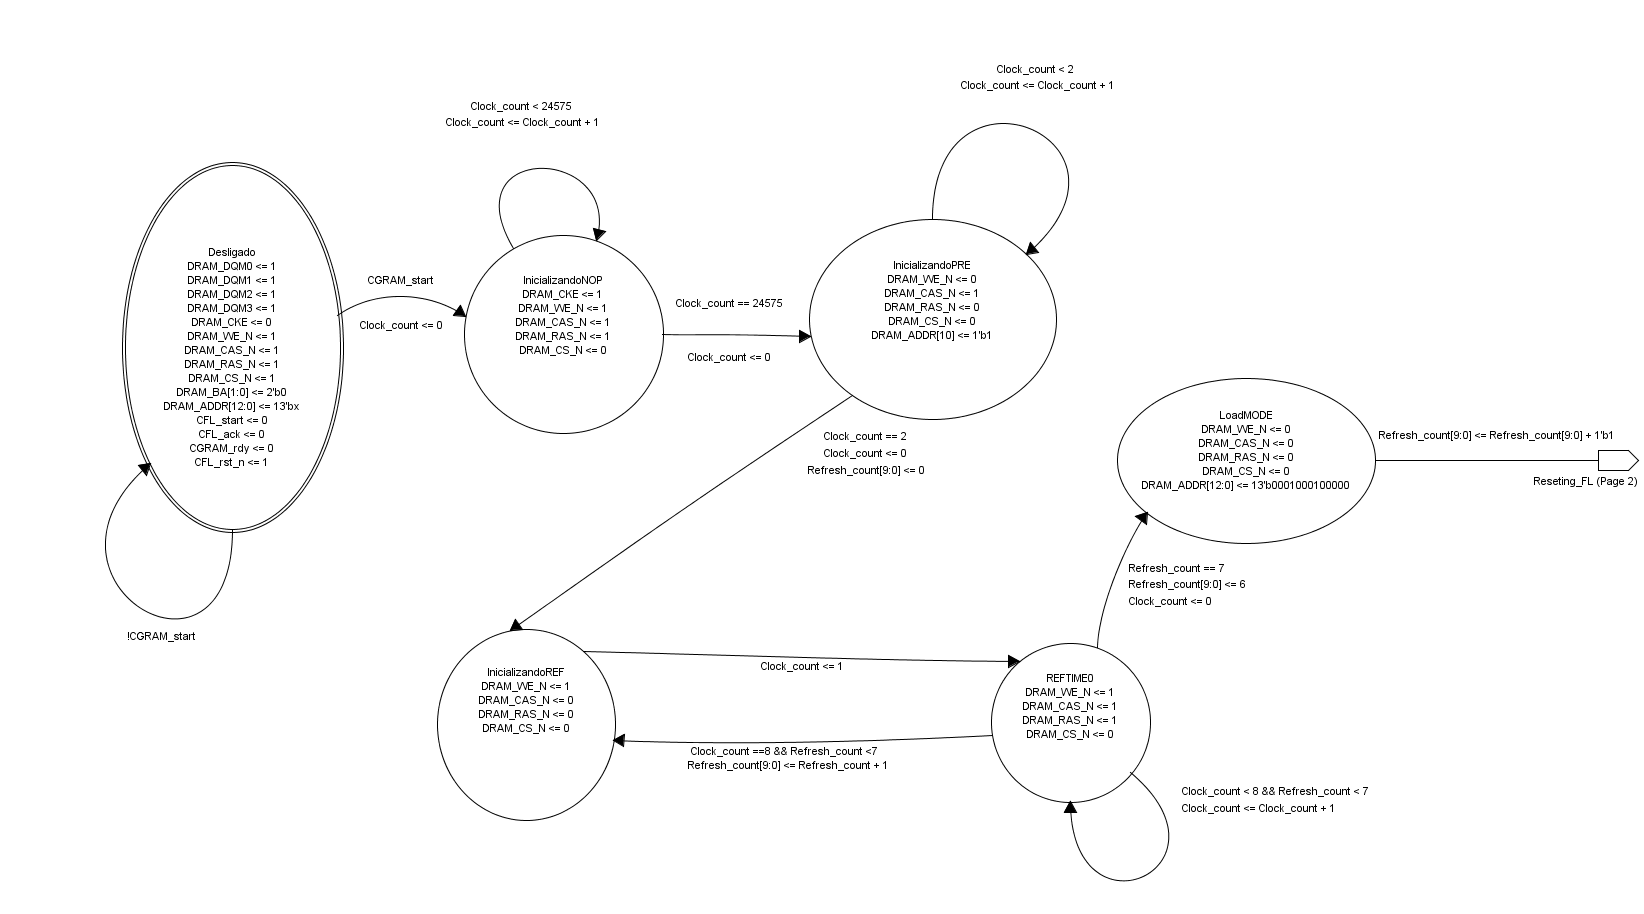 Clock_count < 2
Clock_count <= Clock_count + 1
Clock_count < 24575
Clock_count <= Clock_count + 1
Desligado
DRAM_DQM0 <= 1
DRAM_DQM1 <= 1
DRAM_DQM2 <= 1
DRAM_DQM3 <= 1
DRAM_CKE <= 0
DRAM_WE_N <= 1
DRAM_CAS_N <= 1
DRAM_RAS_N <= 1
DRAM_CS_N <= 1
DRAM_BA[1:0] <= 2'b0
DRAM_ADDR[12:0] <= 13'bx
CFL_start <= 0
CFL_ack <= 0
CGRAM_rdy <= 0
CFL_rst_n <= 1
!CGRAM_start
CGRAM_start
Clock_count <= 0
InicializandoNOP
DRAM_CKE <= 1
DRAM_WE_N <= 1
DRAM_CAS_N <= 1
DRAM_RAS_N <= 1
DRAM_CS_N <= 0
Clock_count == 24575
Clock_count <= 0
InicializandoPRE
DRAM_WE_N <= 0
DRAM_CAS_N <= 1
DRAM_RAS_N <= 0
DRAM_CS_N <= 0
DRAM_ADDR[10] <= 1'b1
Clock_count == 2
Clock_count <= 0
Refresh_count[9:0] <= 0
LoadMODE
DRAM_WE_N <= 0
DRAM_CAS_N <= 0
DRAM_RAS_N <= 0
DRAM_CS_N <= 0
DRAM_ADDR[12:0] <= 13'b0001000100000
Refresh_count[9:0] <= Refresh_count[9:0] + 1'b1
Reseting_FL (Page 2)
Refresh_count == 7
Refresh_count[9:0] <= 6
Clock_count <= 0
InicializandoREF
DRAM_WE_N <= 1
DRAM_CAS_N <= 0
DRAM_RAS_N <= 0
DRAM_CS_N <= 0
Clock_count <= 1
REFTIME0
DRAM_WE_N <= 1
DRAM_CAS_N <= 1
DRAM_RAS_N <= 1
DRAM_CS_N <= 0
Clock_count ==8 && Refresh_count <7
Refresh_count[9:0] <= Refresh_count + 1
Clock_count < 8 && Refresh_count < 7
Clock_count <= Clock_count + 1